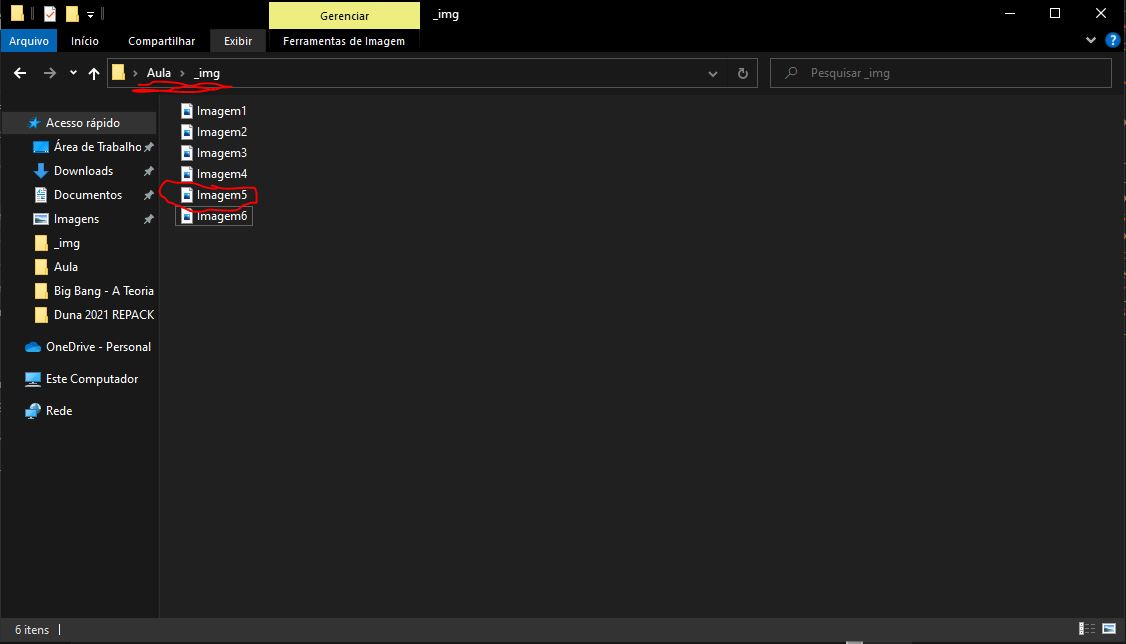 Gerenciar
_img
Arquivo Início Compartilhar Exibir Ferramentas de Imagem
?
Aula > _img
Pesquisar _img
Acesso rápido
Área de Trabalho
Downloads
Documentos
Imagens
_img
Aula
Big Bang - A Teoria
Duna 2021 REPACK
OneDrive - Personal
Este Computador
Rede
Imagem1
Imagem2
Imagem3
Imagem4
Imagem5
Imagem6
6 itens